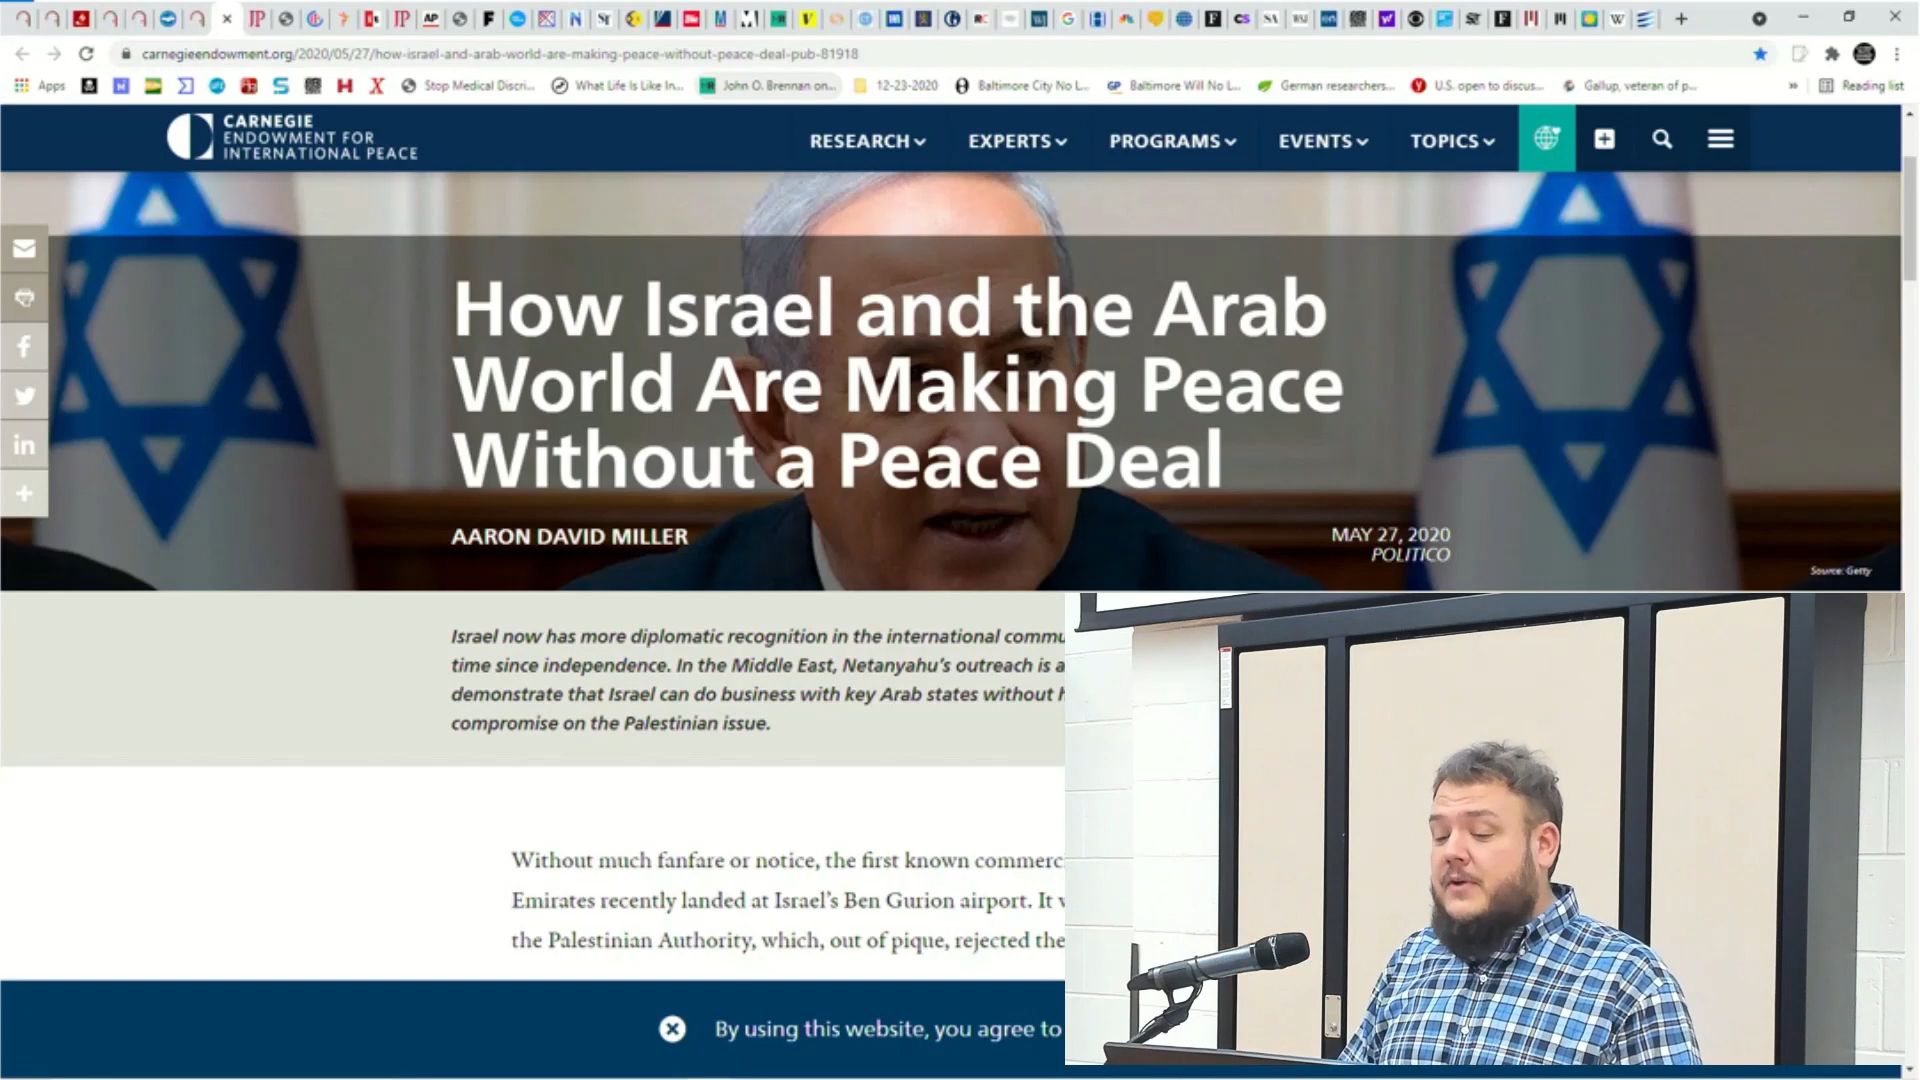 carnegieendowment.org/2020/05/27/how-israel-and-arab-world-are-making-peace-without-peace-deal-pub-81918
Apps
Stop Medical Discri...
What Life Is Like In...
John O. Brennan on...
12-23-2020
Baltimore City No L...
Baltimore Will No L...
German researchers...
U.S. open to discus...
Gallup, veteran of p...
Reading list
CARNEGIE
ENDOWMENT FOR
INTERNATIONAL PEACE
RESEARCH
EXPERTS
PROGRAMS
EVENTS
TOPICS
How Israel and the Arab
World Are Making Peace
Without a Peace Deal
AARON DAVID MILLER
MAY 27, 2020
POLITICO
Source: Getty
Israel now has more diplomatic recognition in the international commu
time since independence. In the Middle East, Netanyahu's outreach is a
demonstrate that Israel can do business with key Arab states without h
compromise on the Palestinian issue.
Without much fanfare or notice, the first known commerc
Emirates recently landed at Israel's Ben Gurion airport. It w
the Palestinian Authority, which, out of pique, rejected the
By using this website, you agree to